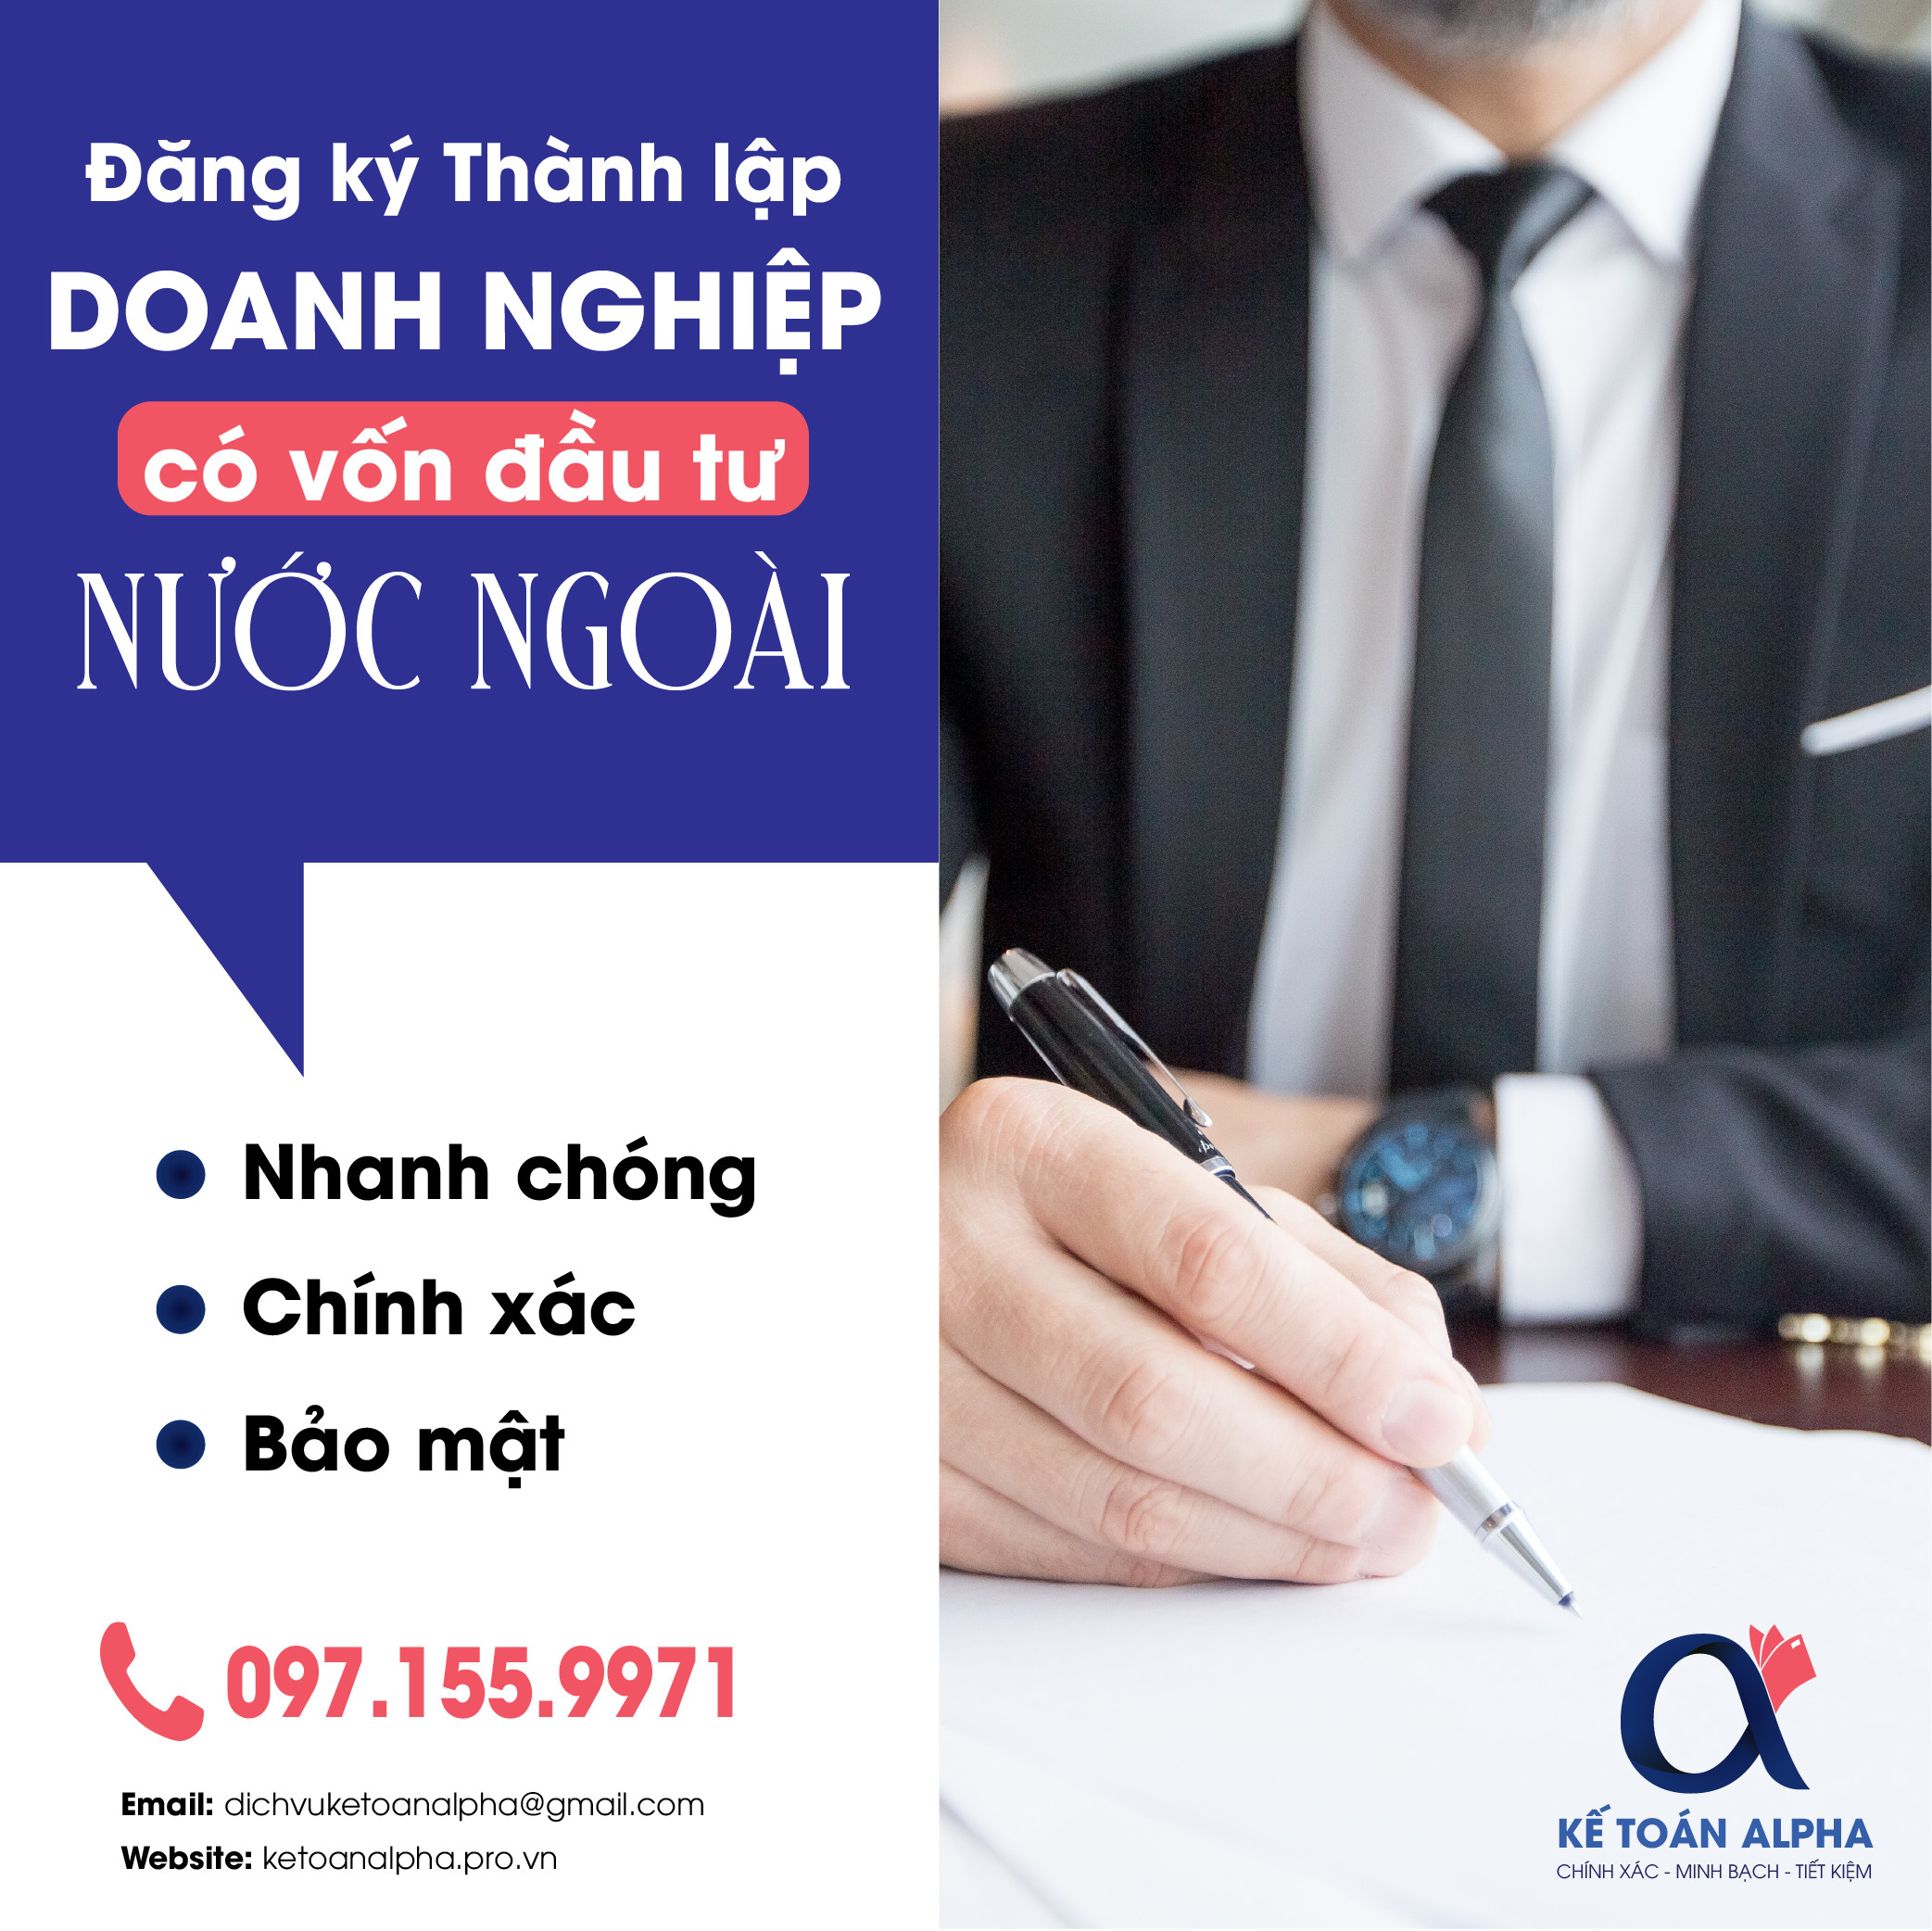 Đăng ký Thành lập
DOANH NGHIỆP
có vốn đầu tư
NƯỚC NGOÀI
Nhanh chóng
Chính xác
Bảo mật
097.155.9971
Email: dichvuketoanalpha@gmail.com
Website: ketoanalpha.pro.vn
KẾ TOÁN ALPHA
CHÍNH XÁC - MINH BẠCH - TIẾT KIỆM